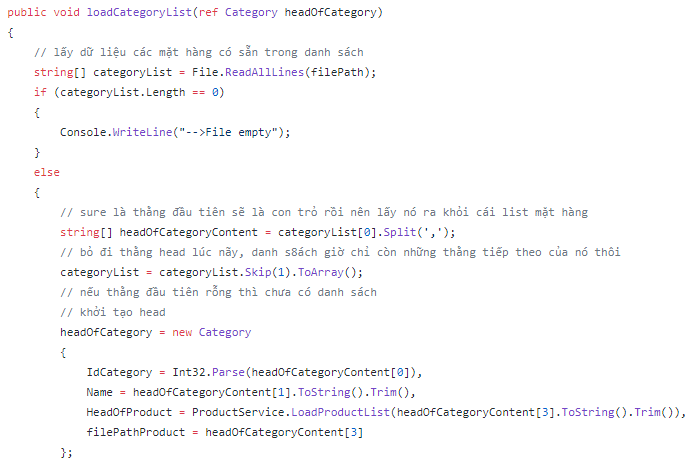 public void loadCategoryList(ref Category headOfCategory)
{
    // lấy dữ liệu các mặt hàng có sẵn trong danh sách
    string[] categoryList = File.ReadAllLines(filePath);
    if (categoryList.Length == 0)
    {
        Console.WriteLine("-->File empty");
    }
    else
    {
        // sure là thằng đầu tiên sẽ là con trỏ rồi nên lấy nó ra khỏi cái list mặt hàng
        string[] headOfCategoryContent = categoryList[0].Split(',');
        // bỏ đi thằng head lúc nãy, danh s8ách giờ chỉ còn những thằng tiếp theo của nó thôi
        categoryList = categoryList.Skip(1).ToArray();
        // nếu thằng đầu tiên rỗng thì chưa có danh sách
        // khởi tạo head
        headOfCategory = new Category
        {
            IdCategory = Int32.Parse(headOfCategoryContent[0]),
            Name = headOfCategoryContent[1].ToString().Trim(),
            HeadOfProduct = ProductService.LoadProductList(headOfCategoryContent[3].ToString().Trim()),
            filePathProduct = headOfCategoryContent[3]
        };